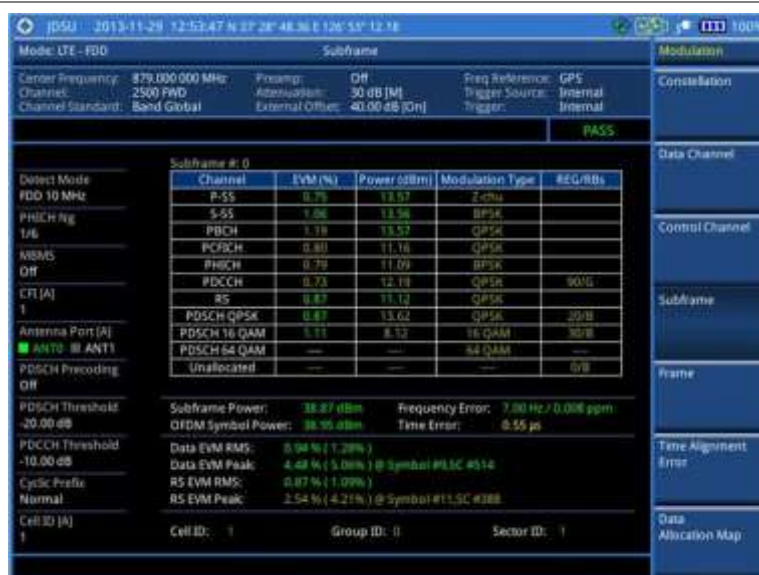 JDSU 2013-11-29 12:53:47 N 37° 28' 48.36 E 126° 53' 12.18 100%
Mode: LTE - FDD Subframe Modulation
Center Frequency: 879.000 000 MHz Preamp: Off Freq Reference: GPS
Channel: 2500 FWD Attenuation: 30 dB [M] Trigger Source: Internal
Channel Standard: Band Global External Offset: 40.00 dB [On] Trigger: Internal
Constellation
PASS
Data Channel
Subframe #: 0
Detect Mode
FDD 10 MHz
PHICH Ng
1/6
MBMS
Off
CFI [A]
1
Antenna Port [A]
ANT0 ANT1
PDSCH Precoding
Off
PDSCH Threshold
-20.00 dB
PDCCH Threshold
-10.00 dB
Cyclic Prefix
Normal
Cell ID [A]
1
Channel EVM (%) Power (dBm) Modulation Type REG/RBs
P-SS 0.75 13.57 Z-chu
S-SS 1.06 13.56 BPSK
PBCH 1.19 13.57 QPSK
PCFICH 0.80 11.16 QPSK
PHICH 0.79 11.09 BPSK
PDCCH 0.73 12.19 QPSK 90/G
RS 0.87 11.12 QPSK
PDSCH QPSK 0.87 13.62 QPSK 20/B
PDSCH 16 QAM 1.11 8.12 16 QAM 30/B
PDSCH 64 QAM --- --- 64 QAM ---
Unallocated --- --- 0/B
Subframe Power: 38.87 dBm Frequency Error: 7.00 Hz / 0.008 ppm
OFDM Symbol Power: 38.95 dBm Time Error: 0.55 µs
Data EVM RMS: 0.94 % ( 1.28% )
Data EVM Peak: 4.48 % ( 5.06% ) @ Symbol #9,SC #514
RS EVM RMS: 0.87 % ( 1.09% )
RS EVM Peak: 2.54 % ( 4.21% ) @ Symbol #11,SC #388
Cell ID: 1 Group ID: 0 Sector ID: 1
Control Channel
Subframe
Frame
Time Alignment
Error
Data
Allocation Map